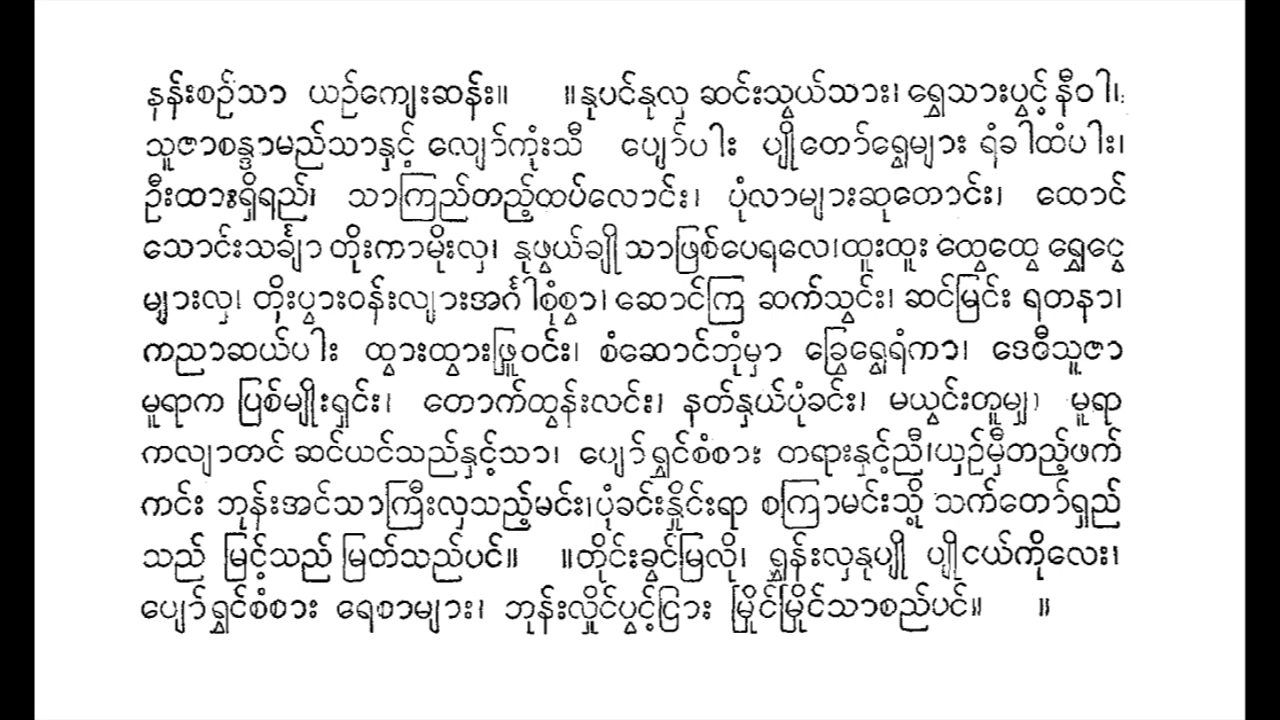 နန်းစဉ်သာ ယဉ်ကျေးဆန်း။ ။နုပင်နုလှ ဆင်းသွယ်သား၊ ရွှေသားပွင့် နီဝါ၊
သူဇာစန္ဒာမည်သာနှင့် လျော်ကုံးသီ ပျော်ပါး ပျိုတော်ရွှေများ ရံခါထံပါး၊
ဦးထားရှိရည်၊ သာကြည်တည့်ထပ်လောင်း၊ ပုံလာများဆုတောင်း၊ ထောင်
သောင်းသင်္ချာ တိုးကာမိုးလှ၊ နုဖွယ်ချိုသာဖြစ်ပေရလေ၊ထူးထူး ထွေထွေ ရွှေငွေ
များလှ၊ တိုးပွားဝန်းလျားအင်္ဂါစုံစွာ၊ ဆောင်ကြ ဆက်သွင်း၊ ဆင်မြင်း ရတနာ၊
ကညာဆယ်ပါး ထွားထွားဖြူဝင်း၊ စံဆောင်ဘုံမှာ ခြွေရွှေရံကာ၊ ဒေဇီသူဇာ
မူရာက ပြစ်မျိုးရှင်း၊ တောက်ထွန်းလင်း၊ နတ်နှယ်ပုံခင်း၊ မယွင်းတူမျှ၊ မူရာ
ကလျာတင် ဆင်ယင်သည်နှင့်သာ၊ ပျော်ရွှင်စံစား တရားနှင့်ညီ၊ယှဉ်မှီတည့်ဖက်
ကင်း ဘုန်းအင်သာကြီးလှသည့်မင်း၊ပုံခင်းနှိုင်းရာ စကြာမင်းသို့ သက်တော်ရှည်
သည် မြင့်သည် မြတ်သည်ပင်။ ။တိုင်းခွင်မြလို၊ ရွှန်းလှနုပျို ပျိုငယ်ကိုလေး၊
ပျော်ရွှင်စံစား ရေစာများ၊ ဘုန်းလှိုင်ပွင့်ငြား မြိုင်မြိုင်သာစည်ပင်။ ။